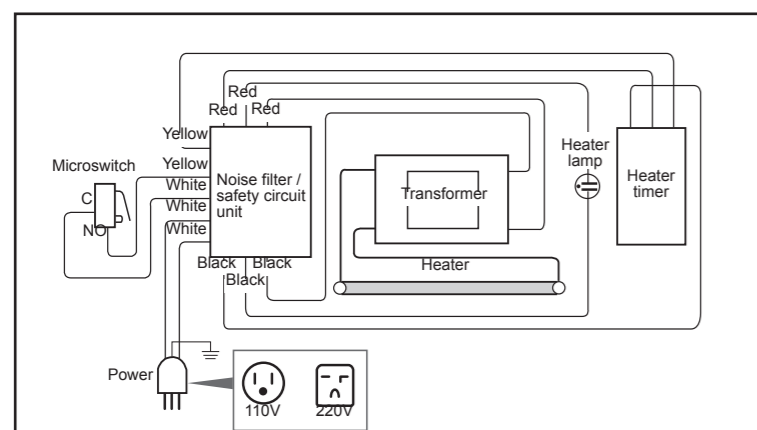 Red
Red
Red
Yellow
Microswitch
Yellow
White
White
White
C
NO
Noise filter /
safety circuit
unit
Transformer
Heater
lamp
Heater
timer
Heater
Black
Black
Black
Power
110V
220V